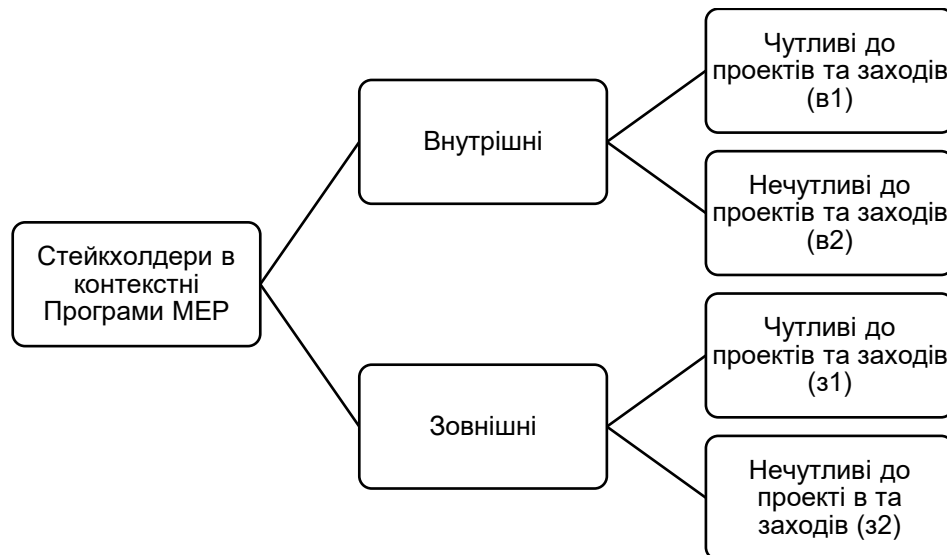 Стейкхолдери в
контекстні
Програми МЕР
Внутрішні
Зовнішні
Чутливі до
проектів та заходів
(в1)
Нечутливі до
проектів та заходів
(в2)
Чутливі до
проектів та заходів
(з1)
Нечутливі до
проекті в та
заходів (з2)